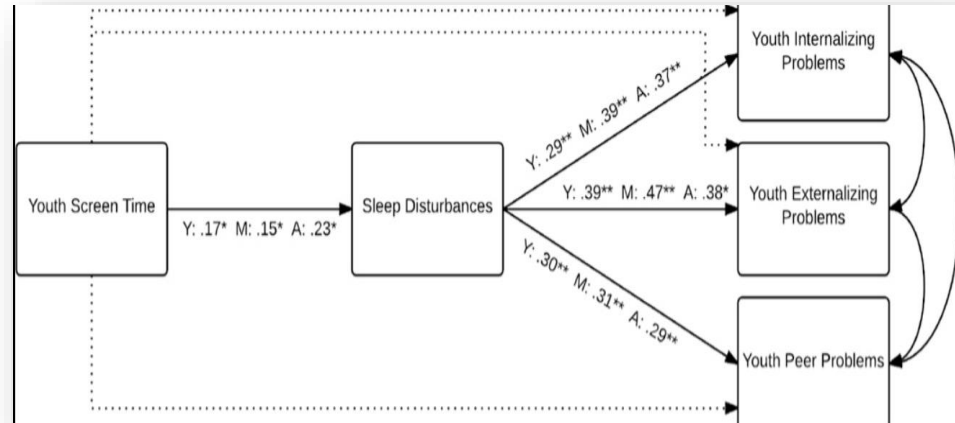 Youth Internalizing
Problems
Y: .29** M: .39** A: .37**
Youth Screen Time
Y: .17* M: .15* A: .23*
Sleep Disturbances
Y: .39** M: .47** A: .38*
Youth Externalizing
Problems
Y: .30** M: .31** A: .29**
Youth Peer Problems